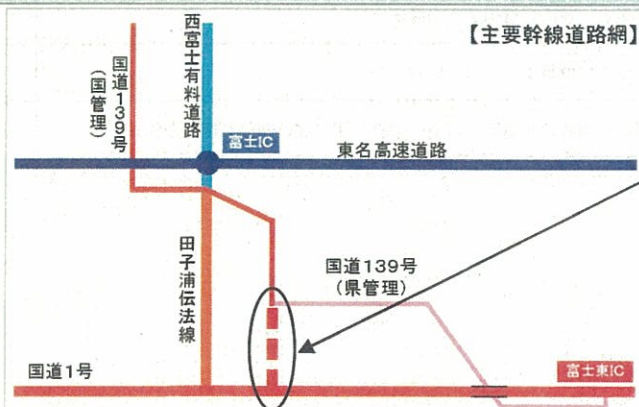 【主要幹線道路網】
国道139号
(国管理)
西富士有料道路
富士IC
東名高速道路
田子浦伝法線
国道139号
(県管理)
国道1号
富士東IC